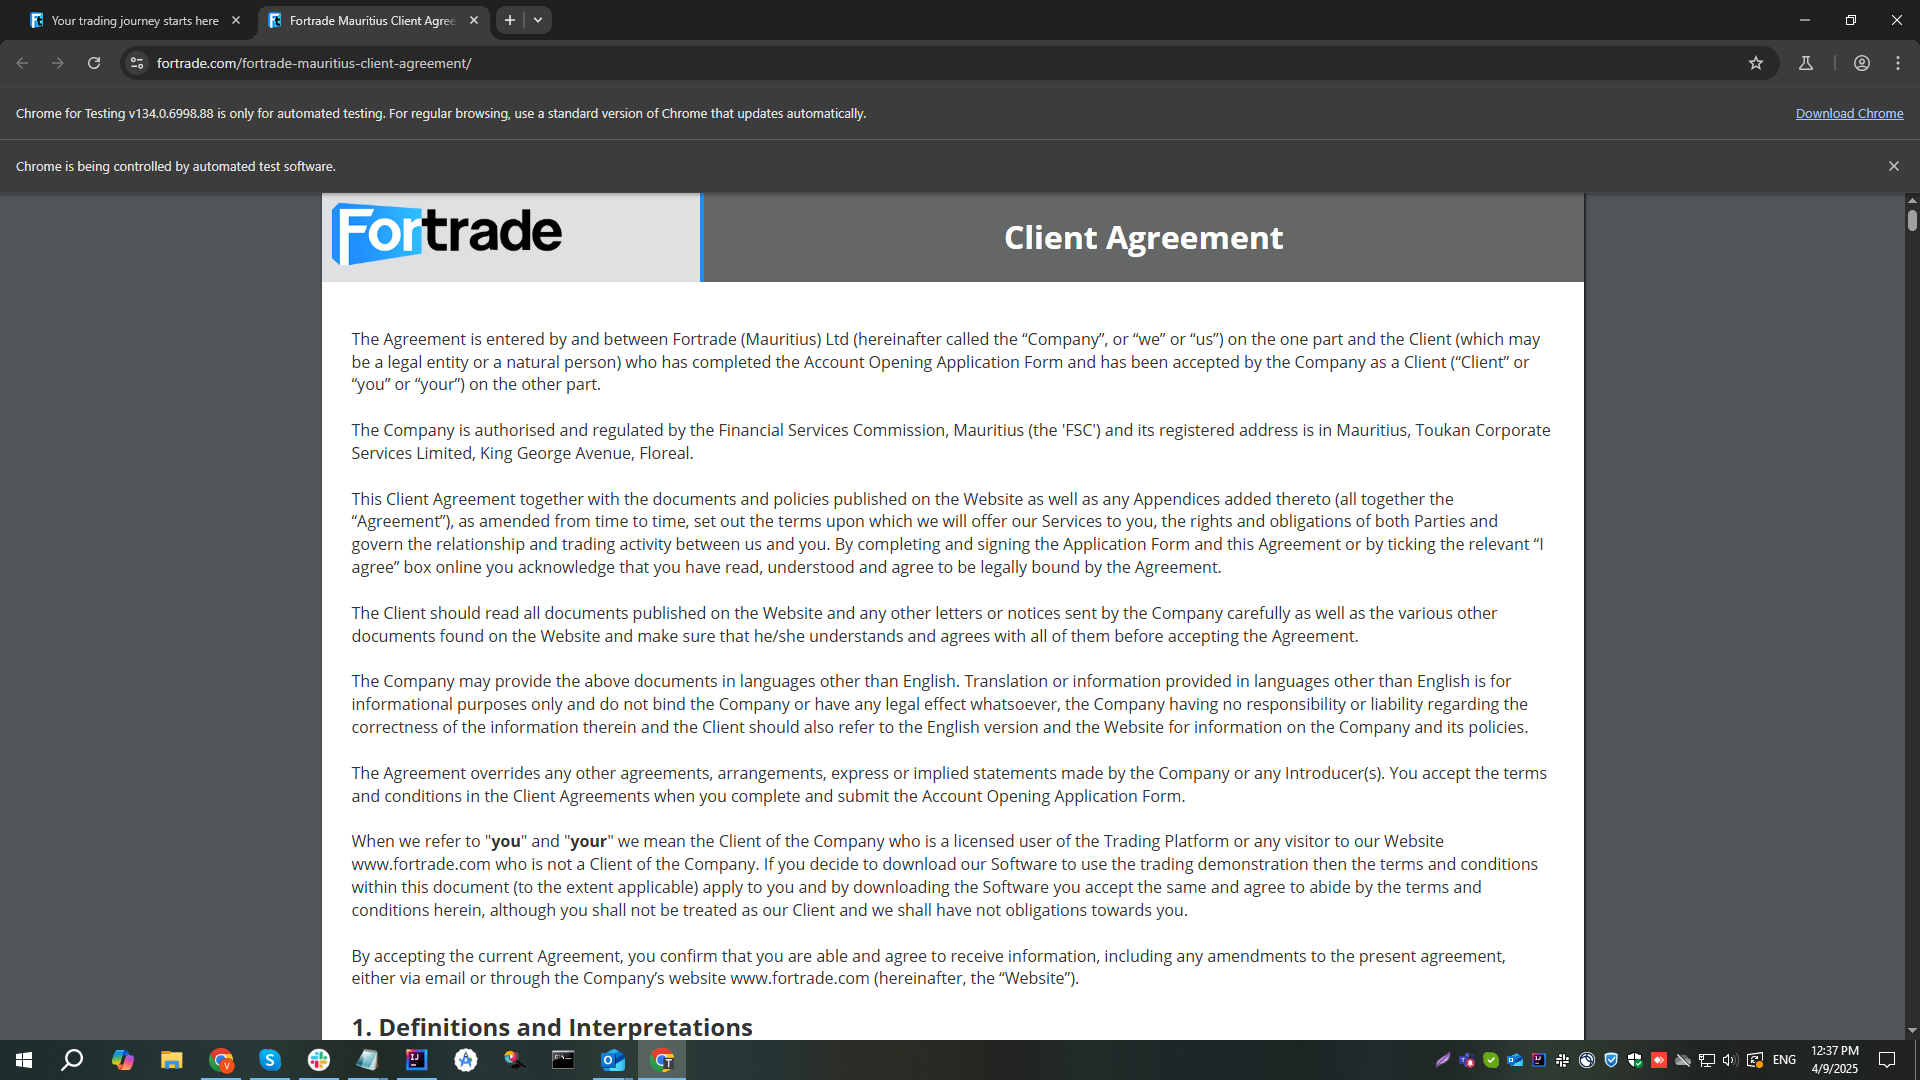 Your trading journey starts here
Fortrade Mauritius Client Agree
fortrade.com/fortrade-mauritius-client-agreement/
Chrome for Testing v134.0.6998.88 is only for automated testing. For regular browsing, use a standard version of Chrome that updates automatically.
Download Chrome
Chrome is being controlled by automated test software.
Fortrade
Client Agreement
The Agreement is entered by and between Fortrade (Mauritius) Ltd (hereinafter called the “Company”, or “we” or “us”) on the one part and the Client (which may
be a legal entity or a natural person) who has completed the Account Opening Application Form and has been accepted by the Company as a Client (“Client” or
“you” or “your”) on the other part.
The Company is authorised and regulated by the Financial Services Commission, Mauritius (the 'FSC') and its registered address is in Mauritius, Toukan Corporate
Services Limited, King George Avenue, Floreal.
This Client Agreement together with the documents and policies published on the Website as well as any Appendices added thereto (all together the
“Agreement”), as amended from time to time, set out the terms upon which we will offer our Services to you, the rights and obligations of both Parties and
govern the relationship and trading activity between us and you. By completing and signing the Application Form and this Agreement or by ticking the relevant “I
agree” box online you acknowledge that you have read, understood and agree to be legally bound by the Agreement.
The Client should read all documents published on the Website and any other letters or notices sent by the Company carefully as well as the various other
documents found on the Website and make sure that he/she understands and agrees with all of them before accepting the Agreement.
The Company may provide the above documents in languages other than English. Translation or information provided in languages other than English is for
informational purposes only and do not bind the Company or have any legal effect whatsoever, the Company having no responsibility or liability regarding the
correctness of the information therein and the Client should also refer to the English version and the Website for information on the Company and its policies.
The Agreement overrides any other agreements, arrangements, express or implied statements made by the Company or any Introducer(s). You accept the terms
and conditions in the Client Agreements when you complete and submit the Account Opening Application Form.
When we refer to "you" and "your" we mean the Client of the Company who is a licensed user of the Trading Platform or any visitor to our Website
www.fortrade.com who is not a Client of the Company. If you decide to download our Software to use the trading demonstration then the terms and conditions
within this document (to the extent applicable) apply to you and by downloading the Software you accept the same and agree to abide by the terms and
conditions herein, although you shall not be treated as our Client and we shall have not obligations towards you.
By accepting the current Agreement, you confirm that you are able and agree to receive information, including any amendments to the present agreement,
either via email or through the Company’s website www.fortrade.com (hereinafter, the “Website”).
1. Definitions and Interpretations
ENG
12:37 PM
4/9/2025